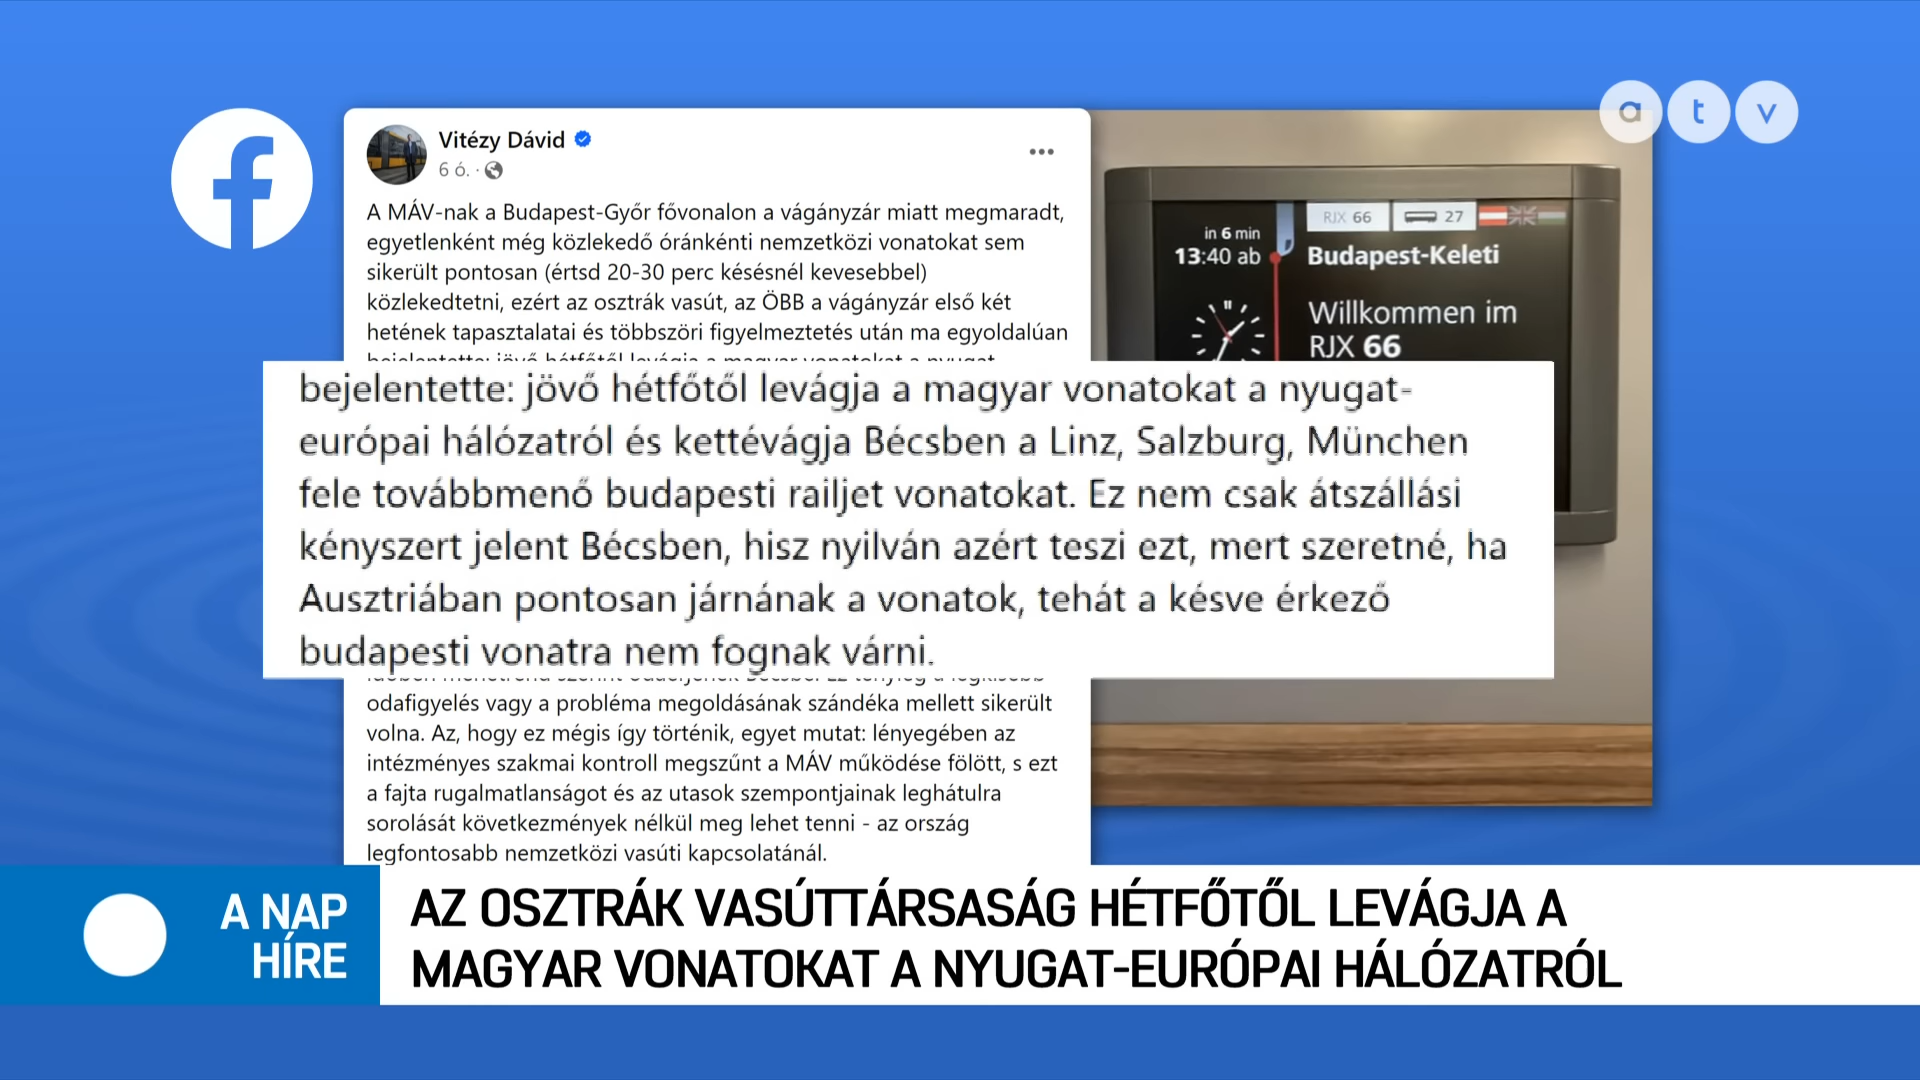 a t v
Vitézy Dávid
6 ó. ·
A MÁV-nak a Budapest-Győr fővonalon a vágányzár miatt megmaradt,
egyetlenként még közlekedő óránkénti nemzetközi vonatokat sem
sikerült pontosan (értsd 20-30 perc késésnél kevesebbel)
közlekedtetni, ezért az osztrák vasút, az ÖBB a vágányzár első két
hetének tapasztalatai és többszöri figyelmeztetés után ma egyoldalúan
bejelentette: jövő hétfőtől levágja a magyar vonatokat a nyugat-
RJX 66
27
in 6 min
13:40 ab
Budapest-Keleti
Willkommen im
RJX 66
bejelentette: jövő hétfőtől levágja a magyar vonatokat a nyugat-
európai hálózatról és kettévágja Bécsben a Linz, Salzburg, München
fele továbbmenő budapesti railjet vonatokat. Ez nem csak átszállási
kényszert jelent Bécsben, hisz nyilván azért teszi ezt, mert szeretné, ha
Ausztriában pontosan járnának a vonatok, tehát a késve érkező
budapesti vonatra nem fognak várni.
odafigyelés vagy a probléma megoldásának szándéka mellett sikerült
volna. Az, hogy ez mégis így történik, egyet mutat: lényegében az
intézményes szakmai kontroll megszűnt a MÁV működése fölött, s ezt
a fajta rugalmatlanságot és az utasok szempontjainak leghátulra
sorolását következmények nélkül meg lehet tenni - az ország
legfontosabb nemzetközi vasúti kapcsolatánál.
A NAP
HÍRE
AZ OSZTRÁK VASÚTTÁRSASÁG HÉTFŐTŐL LEVÁGJA A
MAGYAR VONATOKAT A NYUGAT-EURÓPAI HÁLÓZATRÓL